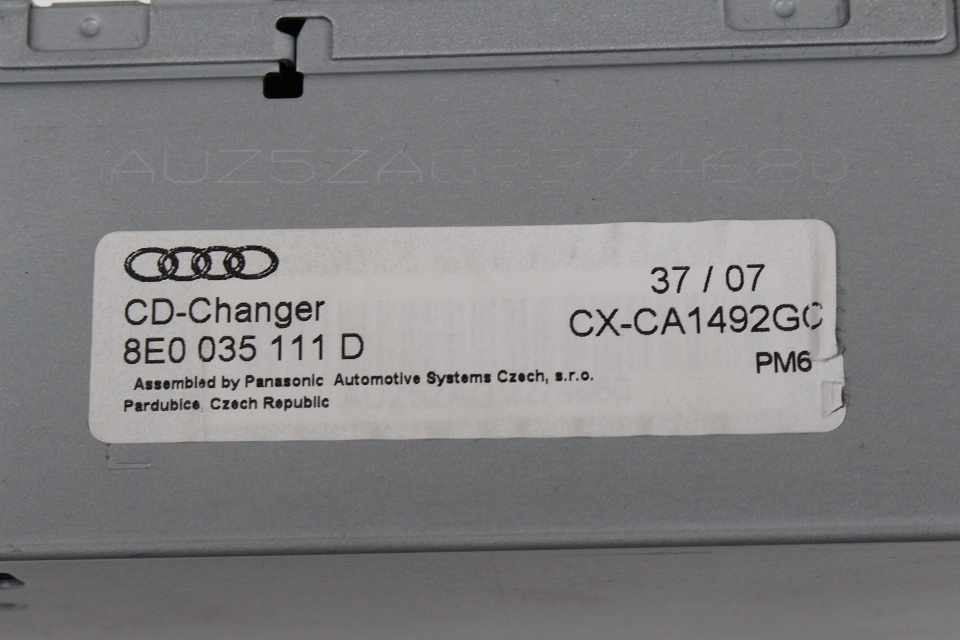 AUZ5ZAG2274680
37 / 07
CD-Changer
CX-CA1492GC
8E0 035 111 D
PM6
Assembled by Panasonic Automotive Systems Czech, s.r.o.
Pardubice, Czech Republic